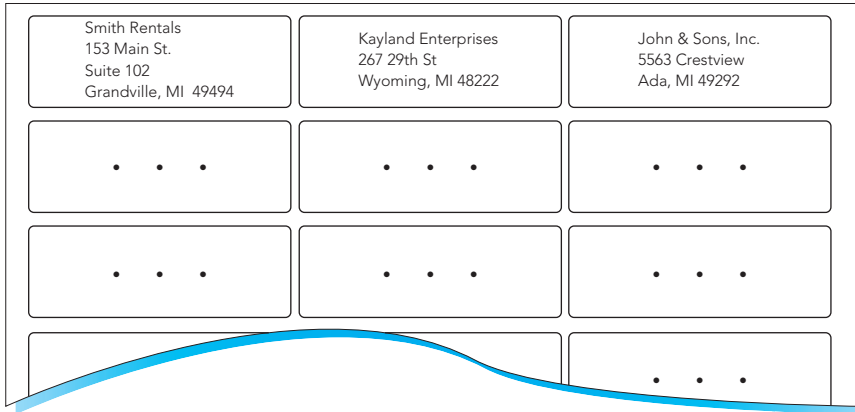 Smith Rentals
153 Main St.
Suite 102
Grandville, MI 49494
Kayland Enterprises
267 29th St
Wyoming, MI 48222
John & Sons, Inc.
5563 Crestview
Ada, MI 49292
. . .
. . .
. . .
. . .
. . .
. . .
. . .